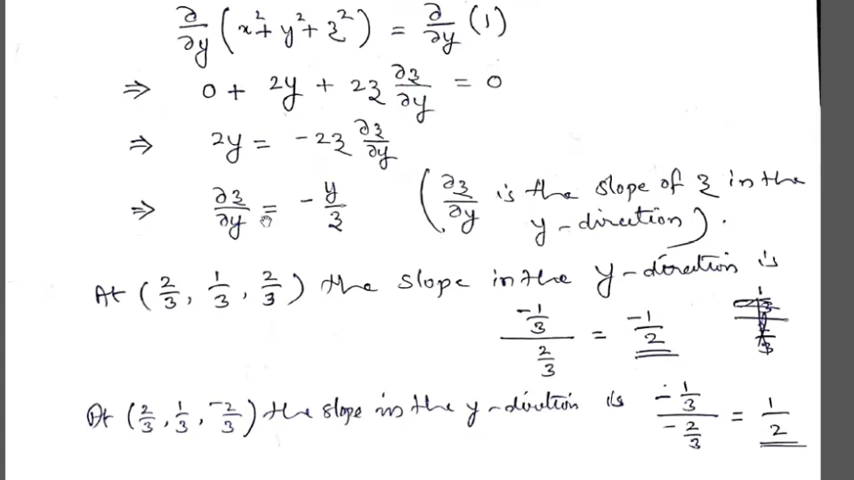 ∂/∂y (x² + y² + z²) = ∂/∂y (1)
⇒ 0 + 2y + 2z ∂z/∂y = 0
⇒ 2y = -2z ∂z/∂y
⇒ ∂z/∂y = - y/z (∂z/∂y is the slope of z in the
y-direction).
At (2/3, 1/3, 2/3) the slope in the y-direction is
(-1/3)/(2/3) = -1/2
At (2/3, 1/3, -2/3) the slope in the y-direction is (-1/3)/(-2/3) = 1/2